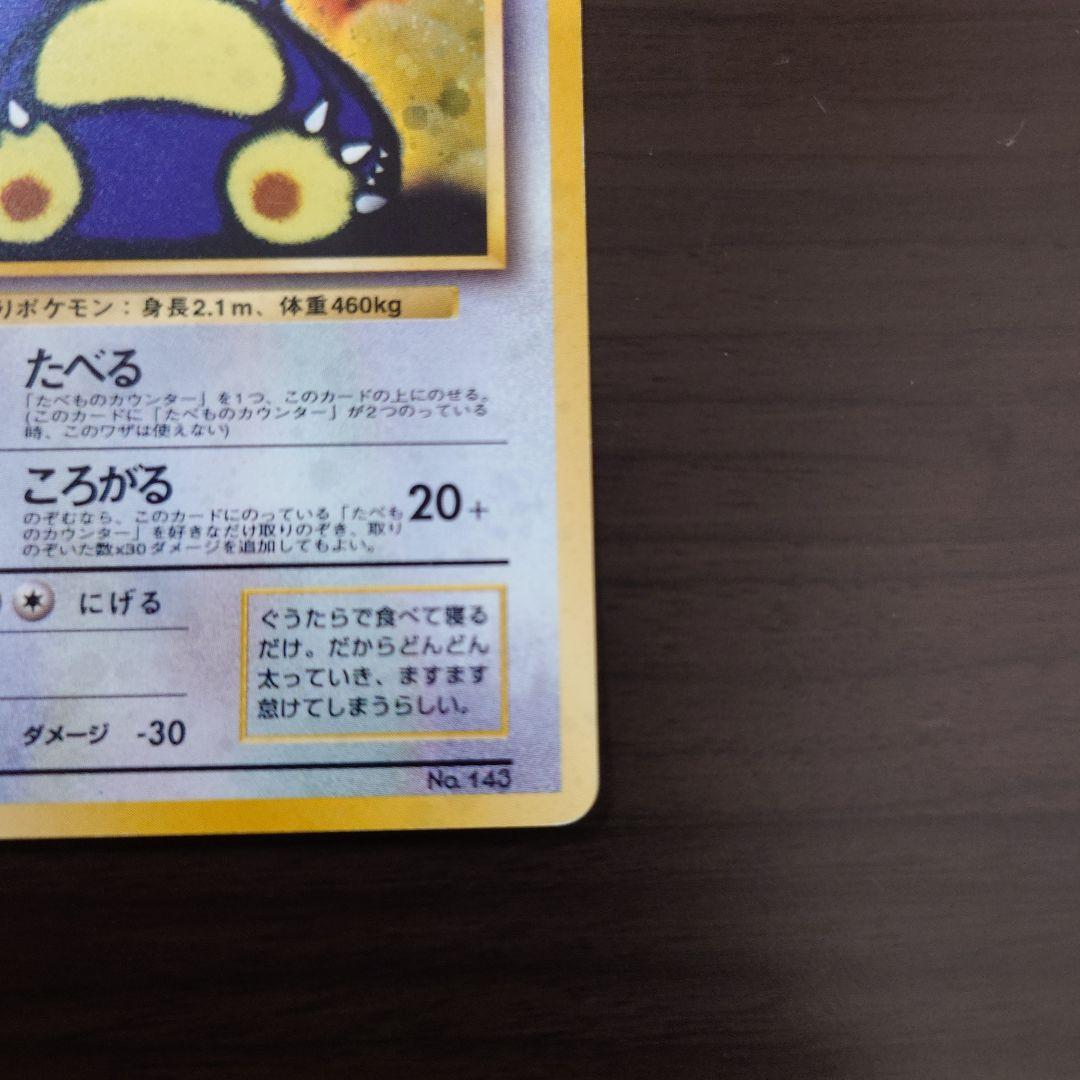 りポケモン：身長2.1m、体重460kg
たべる
「たべものカウンター」を1つ、このカードの上にのせる。
(このカードに「たべものカウンター」が2つのっている
時、このワザは使えない)
ころがる
20+
のぞむなら、このカードにのっている「たべも
のカウンター」を好きなだけ取りのぞき、取り
のぞいた数x30ダメージを追加してもよい。
にげる
ぐうたらで食べて寝る
だけ。だからどんどん
太っていき、ますます
怠けてしまうらしい。
ダメージ -30
No. 143